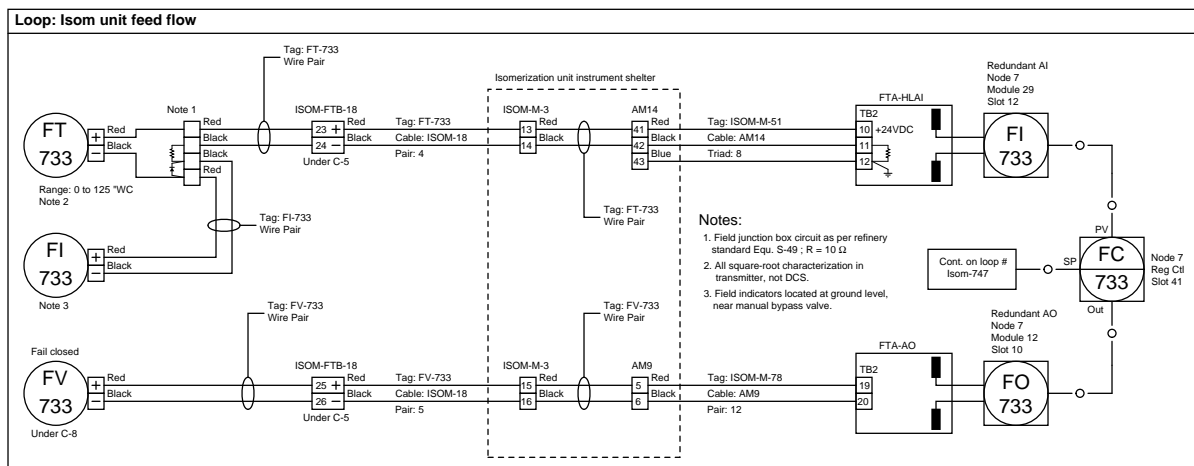 Loop: Isom unit feed flow
Tag: FT-733
Wire Pair
Isomerization unit instrument shelter
Redundant AI
Node 7
Module 29
Slot 12
Note 1
ISOM-FTB-18
ISOM-M-3
AM14
FTA-HLAI
FT
733
+
−
Red
Black
Red
Black
Black
Red
23 +
24 −
Red
Black
Under C-5
Tag: FT-733
Cable: ISOM-18
Pair: 4
13
14
Red
Black
41
42
43
Red
Black
Blue
Tag: ISOM-M-51
Cable: AM14
Triad: 8
TB2
10
11
12
+24VDC
FI
733
Range: 0 to 125 "WC
Note 2
Tag: FI-733
Wire Pair
Tag: FT-733
Wire Pair
FI
733
+
−
Red
Black
Note 3
Notes:
1. Field junction box circuit as per refinery
standard Equ. S-49 ; R = 10 Ω
2. All square-root characterization in
transmitter, not DCS.
3. Field indicators located at ground level,
near manual bypass valve.
Cont. on loop #
Isom-747
SP
PV
FC
733
Out
Node 7
Reg Ctl
Slot 41
Tag: FV-733
Wire Pair
Tag: FV-733
Wire Pair
Redundant AO
Node 7
Module 12
Slot 10
Fail closed
ISOM-FTB-18
ISOM-M-3
AM9
FTA-AO
FV
733
+
−
Red
Black
Under C-8
25 +
26 −
Red
Black
Under C-5
Tag: FV-733
Cable: ISOM-18
Pair: 5
15
16
Red
Black
5
6
Red
Black
Tag: ISOM-M-78
Cable: AM9
Pair: 12
TB2
19
20
FO
733